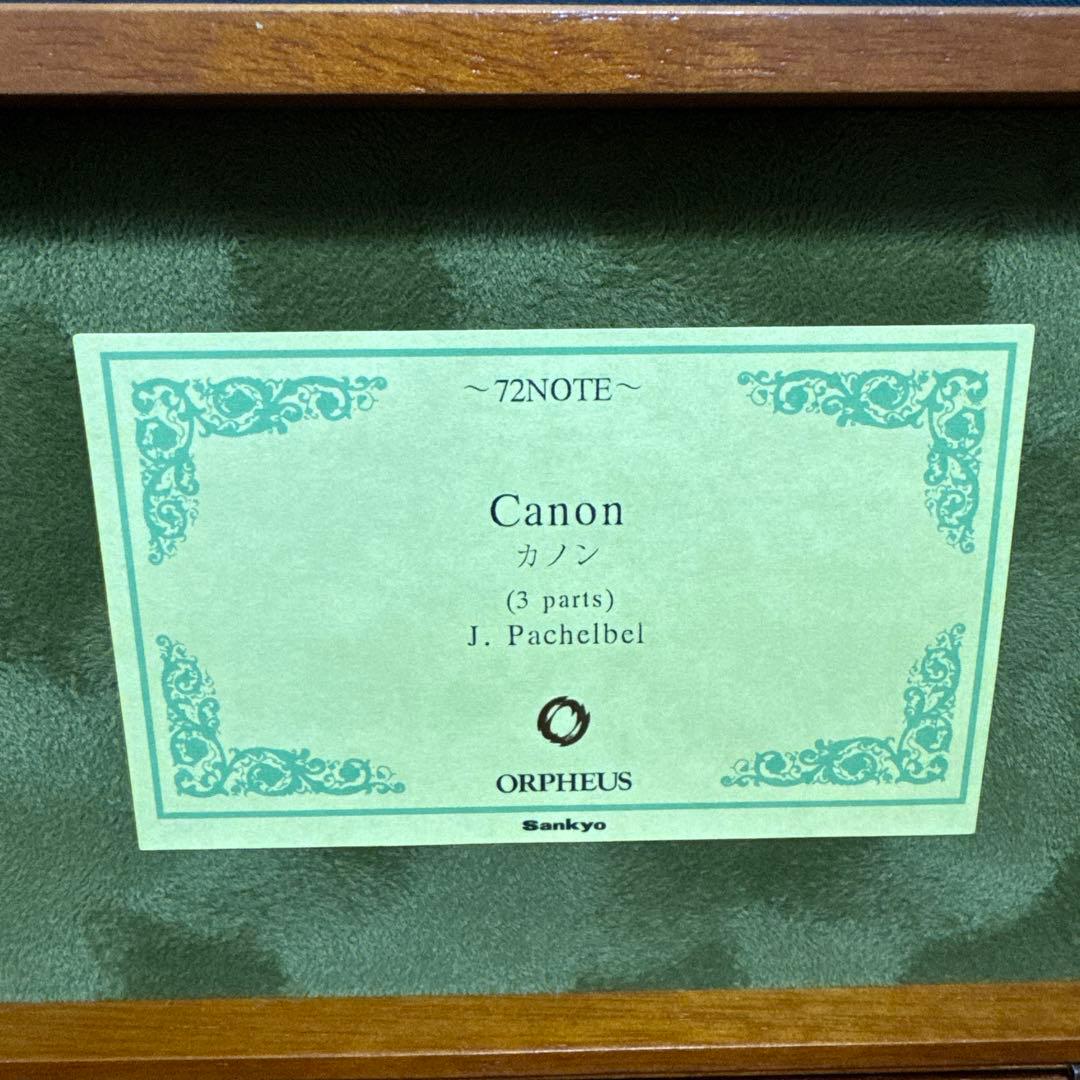 ～72NOTE～
Canon
カノン
(3 parts)
J. Pachelbel
ORPHEUS
Sankyo